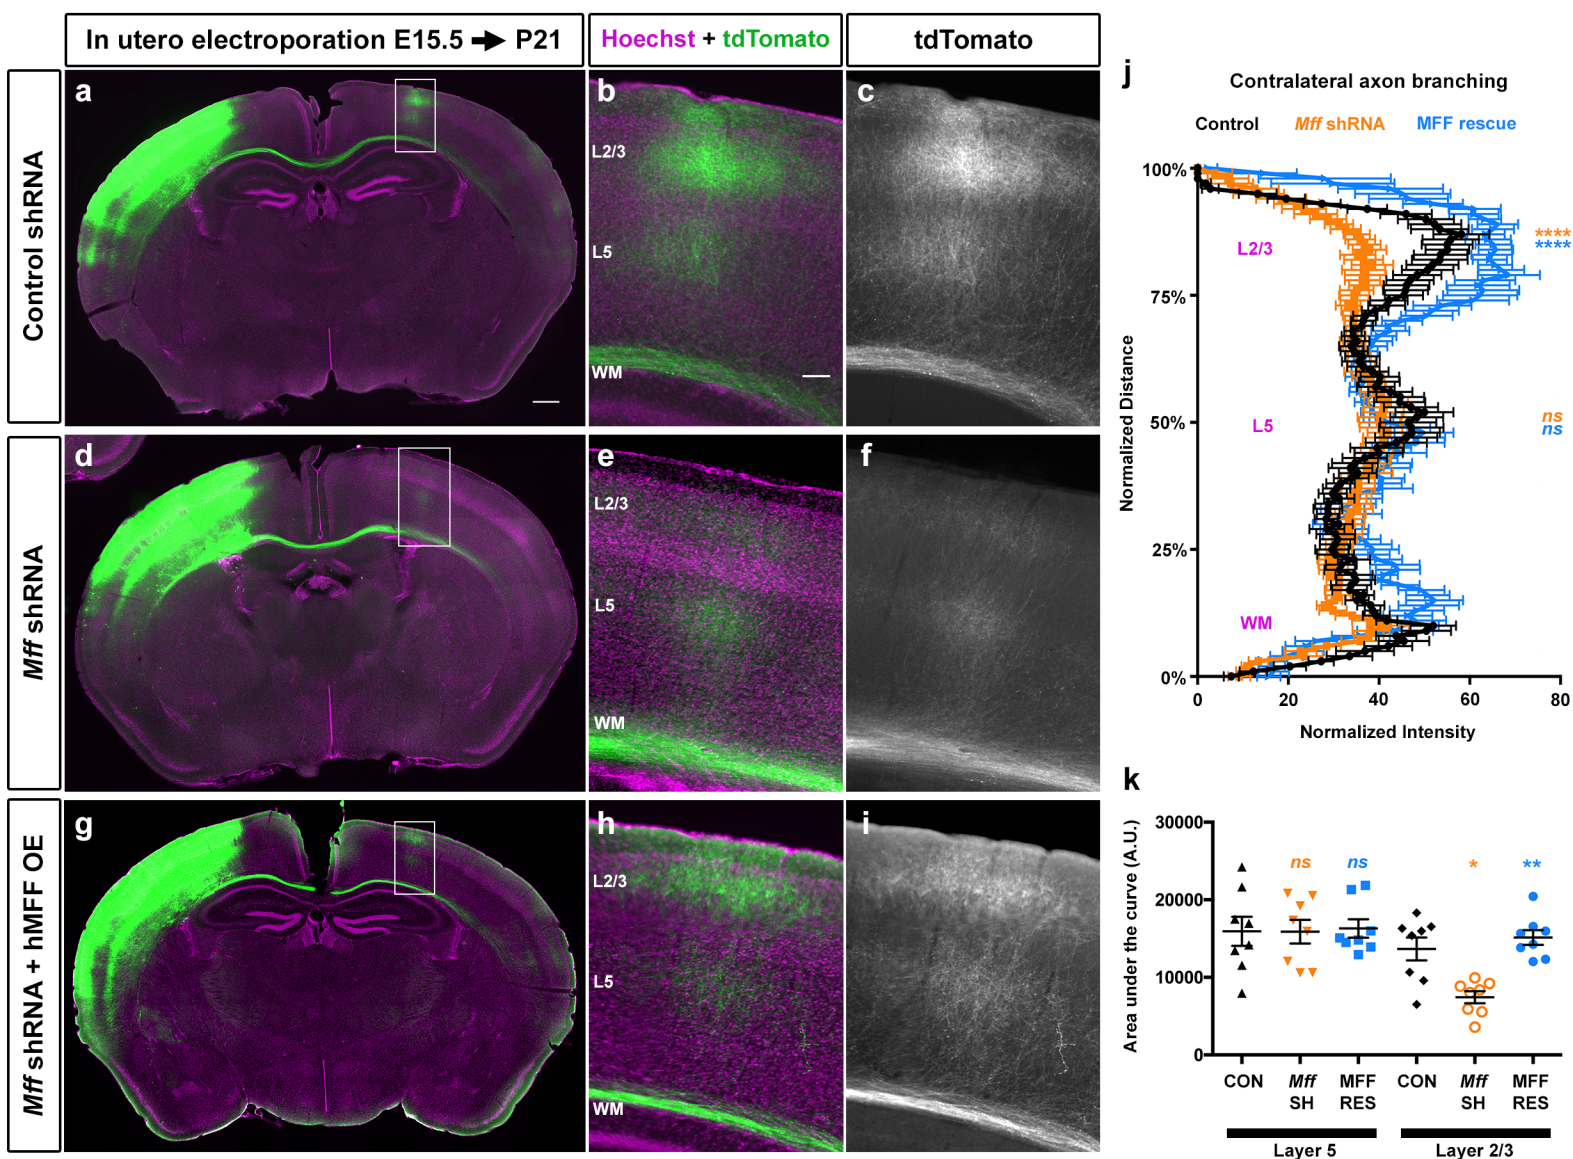 In utero electroporation E15.5 → P21
Hoechst + tdTomato
tdTomato
Control shRNA
a
b
L2/3
L5
WM
c
Mff shRNA
d
e
L2/3
L5
WM
f
Mff shRNA + hMFF OE
g
h
L2/3
L5
WM
i
j
Contralateral axon branching
Control Mff shRNA MFF rescue
Normalized Distance
100%
75%
50%
25%
0%
L2/3
L5
WM
****
****
ns
ns
0 20 40 60 80
Normalized Intensity
k
Area under the curve (A.U.)
30000
20000
10000
0
ns ns * **
CON Mff MFF CON Mff MFF
SH RES SH RES
Layer 5 Layer 2/3